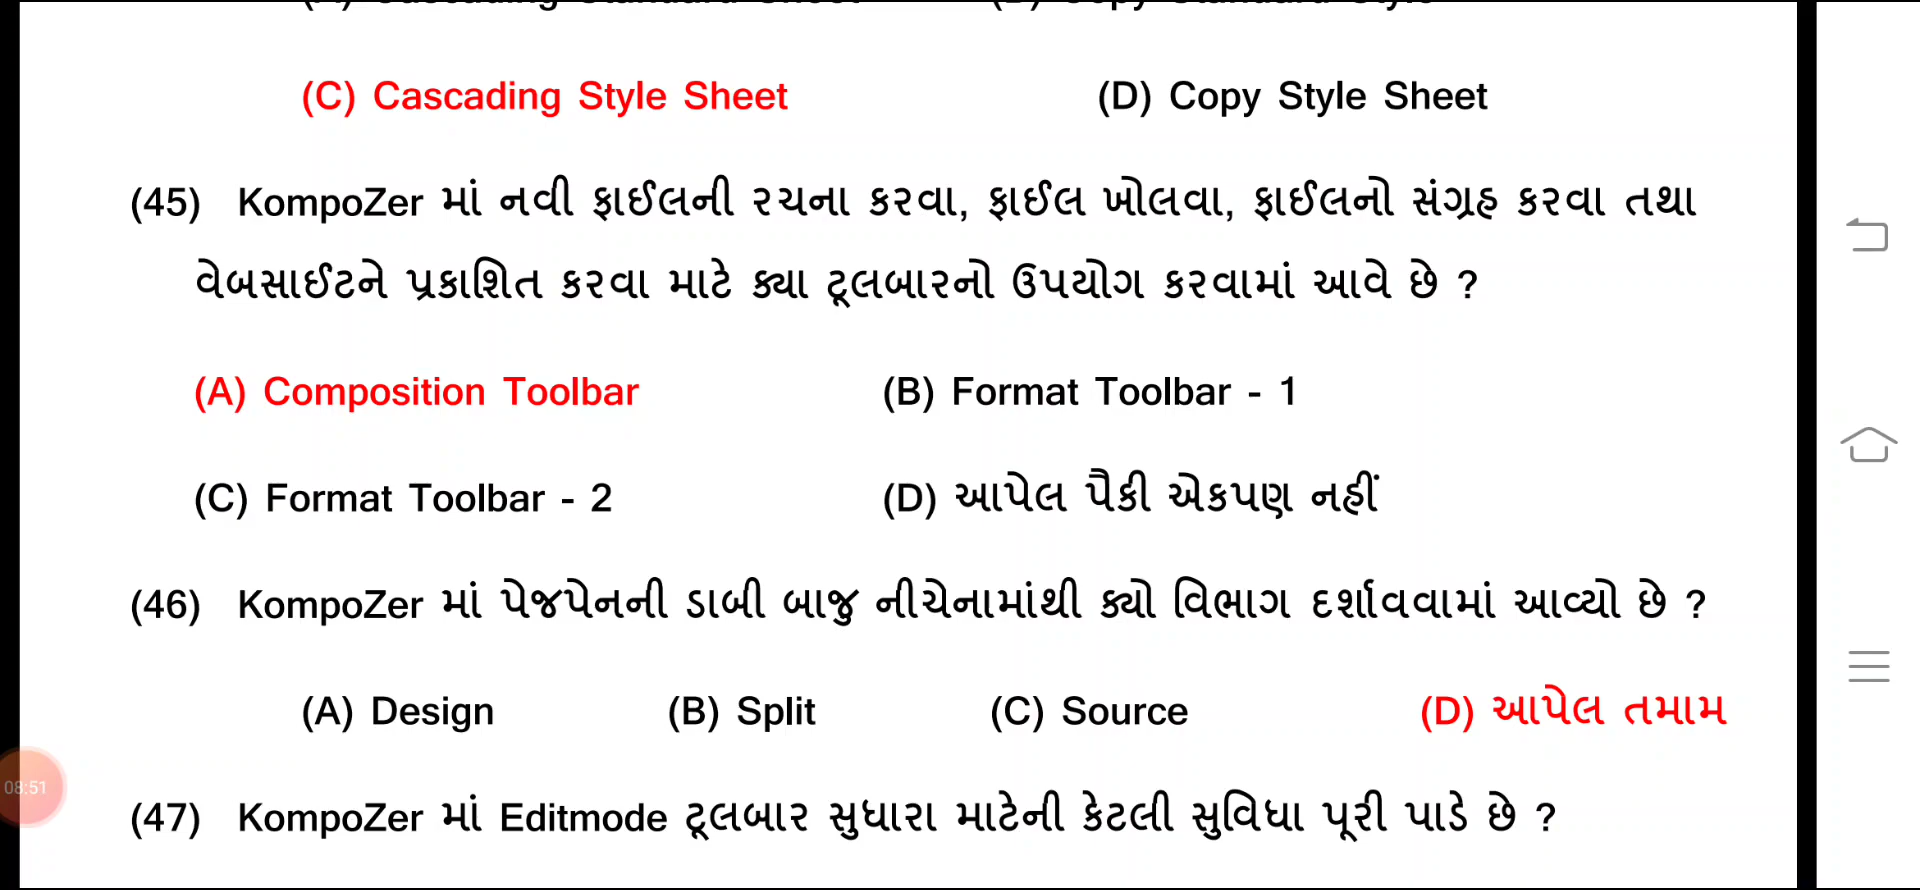 (C) Cascading Style Sheet (D) Copy Style Sheet
(45) KompoZer માં નવી ફાઈલની રચના કરવા, ફાઈલ ખોલવા, ફાઈલનો સંગ્રહ કરવા તથા
વેબસાઈટને પ્રકાશિત કરવા માટે ક્યા ટૂલબારનો ઉપયોગ કરવામાં આવે છે ?
(A) Composition Toolbar (B) Format Toolbar - 1
(C) Format Toolbar - 2 (D) આપેલ પૈકી એકપણ નહીં
(46) KompoZer માં પેજપેનની ડાબી બાજુ નીચેનામાંથી ક્યો વિભાગ દર્શાવવામાં આવ્યો છે ?
(A) Design (B) Split (C) Source (D) આપેલ તમામ
08:51
(47) KompoZer માં Editmode ટૂલબાર સુધારા માટેની કેટલી સુવિધા પૂરી પાડે છે ?